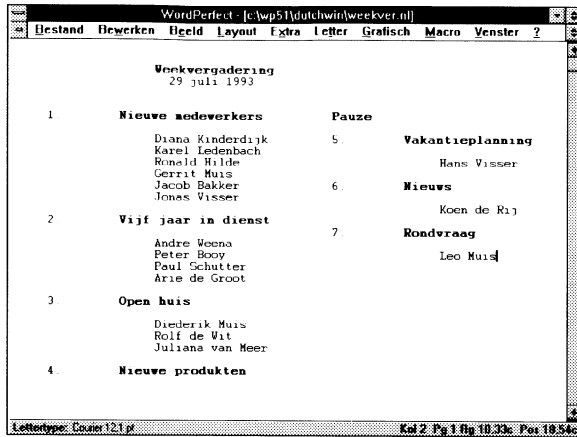 WordPerfect - [c:\wp51\dutchwin\weekver.nl]
Bestand Bewerken Beeld Layout Extra Letter Grafisch Macro Venster ?
Weekvergadering
29 juli 1993
1. Nieuwe medewerkers
Diana Kinderdijk
Karel Ledenbach
Ronald Hilde
Gerrit Muis
Jacob Bakker
Jonas Visser
2. Vijf jaar in dienst
Andre Weena
Peter Booy
Paul Schutter
Arie de Groot
3. Open huis
Diederik Muis
Rolf de Wit
Juliana van Meer
4. Nieuwe produkten
Pauze
5. Vakantieplanning
Hans Visser
6. Nieuws
Koen de Rij
7. Rondvraag
Leo Muis
Lettertype: Courier 12,1 pt Kol 2 Pg 1 Rg 10.33c Pos 18.54c